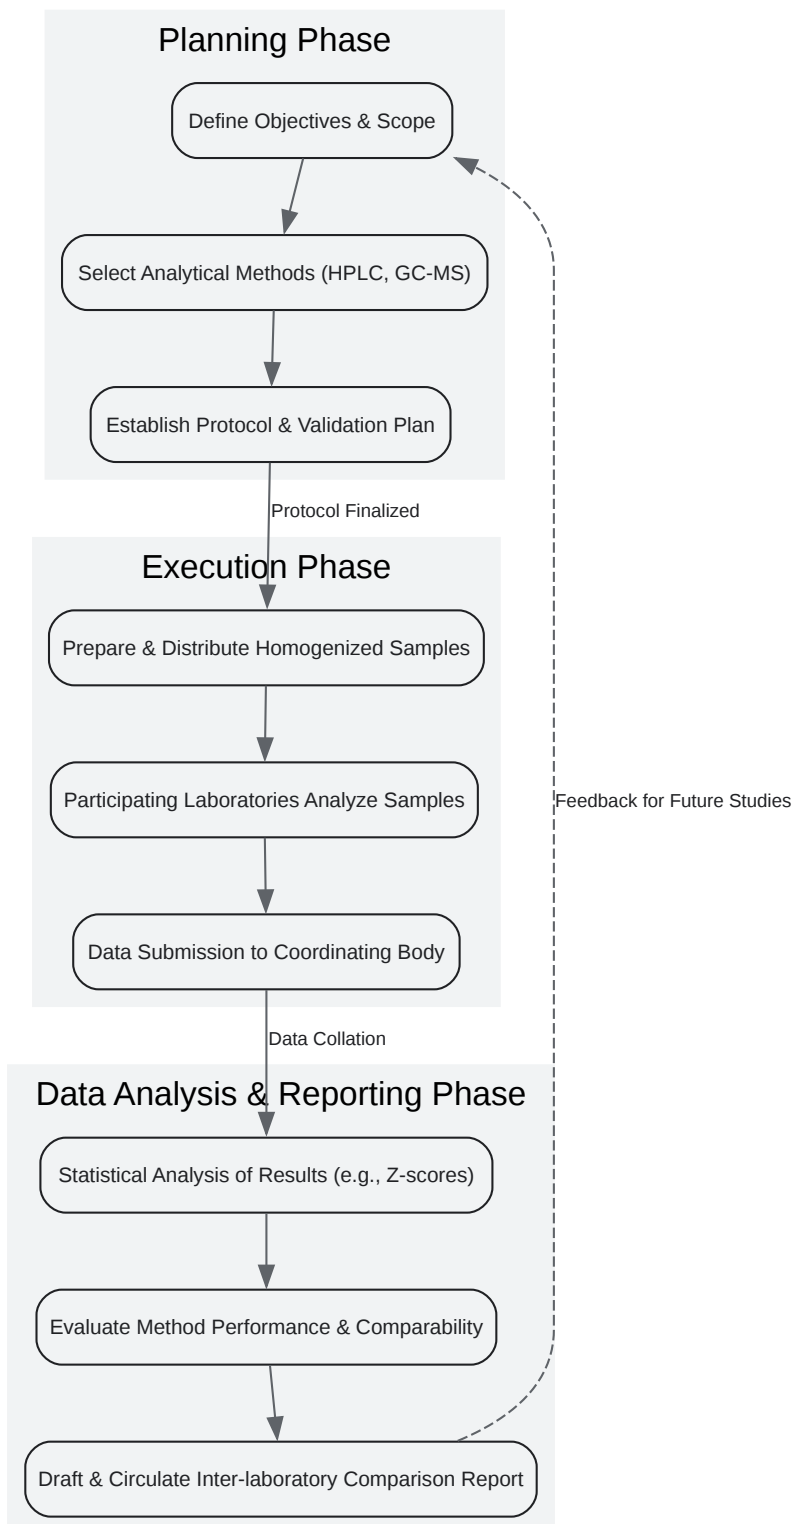 Planning Phase
Define Objectives & Scope
Select Analytical Methods (HPLC, GC-MS)
Establish Protocol & Validation Plan
Protocol Finalized
Execution Phase
Prepare & Distribute Homogenized Samples
Participating Laboratories Analyze Samples
Feedback for Future Studies
Data Submission to Coordinating Body
Data Collation
Data Analysis & Reporting Phase
Statistical Analysis of Results (e.g., Z-scores)
Evaluate Method Performance & Comparability
Draft & Circulate Inter-laboratory Comparison Report